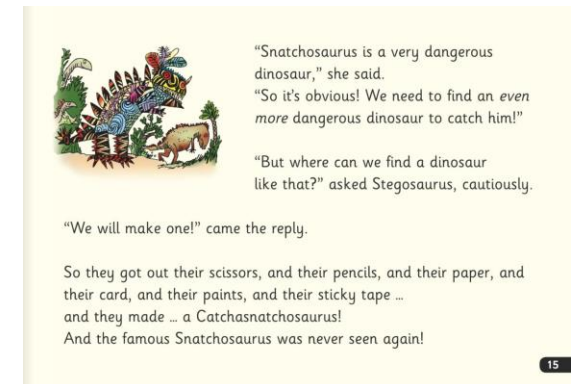 “Snatchosaurus is a very dangerous
dinosaur,” she said.
“So it’s obvious! We need to find an even
more dangerous dinosaur to catch him!”
“But where can we find a dinosaur
like that?” asked Stegosaurus, cautiously.
“We will make one!” came the reply.
So they got out their scissors, and their pencils, and their paper, and
their card, and their paints, and their sticky tape ...
and they made ... a Catchasnatchosaurus!
And the famous Snatchosaurus was never seen again!
15